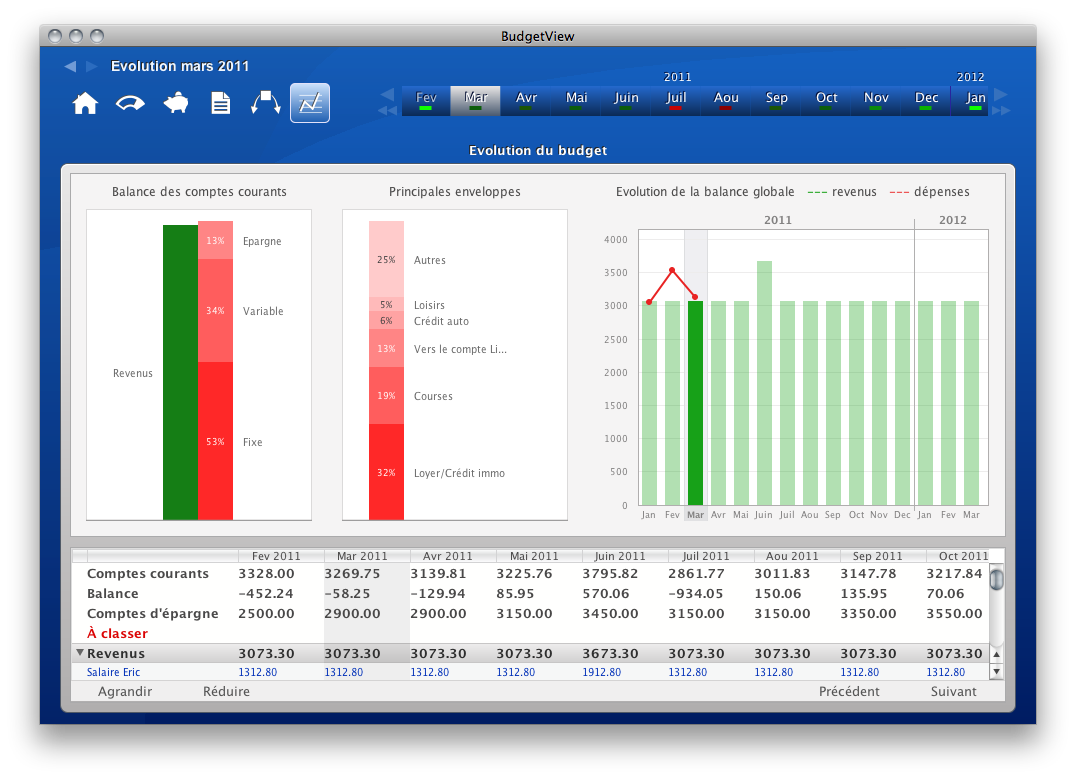 BudgetView
Evolution mars 2011
2011 2012
Fev Mar Avr Mai Juin Juil Aou Sep Oct Nov Dec Jan
Evolution du budget
Balance des comptes courants
Revenus
13% Epargne
34% Variable
53% Fixe
Principales enveloppes
25% Autres
5% Loisirs
6% Crédit auto
13% Vers le compte Li...
19% Courses
32% Loyer/Crédit immo
Evolution de la balance globale --- revenus --- dépenses
2011 2012
4000
3500
3000
2500
2000
1500
1000
500
0
Jan Fev Mar Avr Mai Juin Juil Aou Sep Oct Nov Dec Jan Fev Mar
Fev 2011 Mar 2011 Avr 2011 Mai 2011 Juin 2011 Juil 2011 Aou 2011 Sep 2011 Oct 2011
Comptes courants 3328.00 3269.75 3139.81 3225.76 3795.82 2861.77 3011.83 3147.78 3217.84
Balance -452.24 -58.25 -129.94 85.95 570.06 -934.05 150.06 135.95 70.06
Comptes d'épargne 2500.00 2900.00 2900.00 3150.00 3450.00 3150.00 3150.00 3350.00 3550.00
À classer
Revenus 3073.30 3073.30 3073.30 3073.30 3673.30 3073.30 3073.30 3073.30 3073.30
Salaire Eric 1312.80 1312.80 1312.80 1312.80 1912.80 1312.80 1312.80 1312.80 1312.80
Agrandir Réduire Précédent Suivant